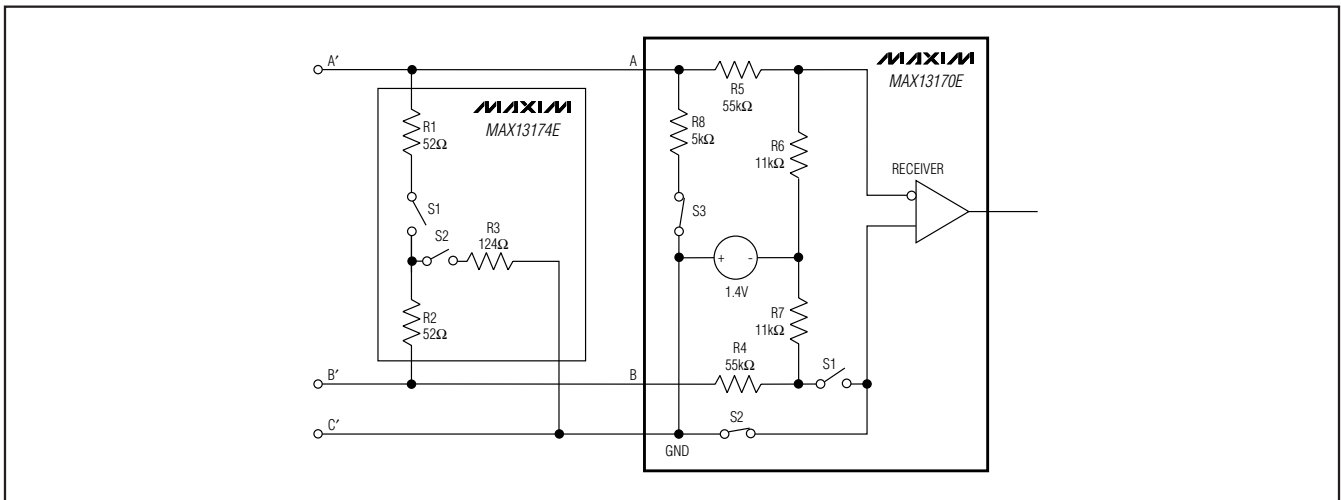 A′
A
MAXIM
MAX13170E
R5
55kΩ
MAXIM
MAX13174E
R1
52Ω
R8
5kΩ
R6
11kΩ
RECEIVER
S1
S3
S2
R3
124Ω
+ -
1.4V
R2
52Ω
R7
11kΩ
R4
55kΩ
S1
B′
B
S2
C′
GND